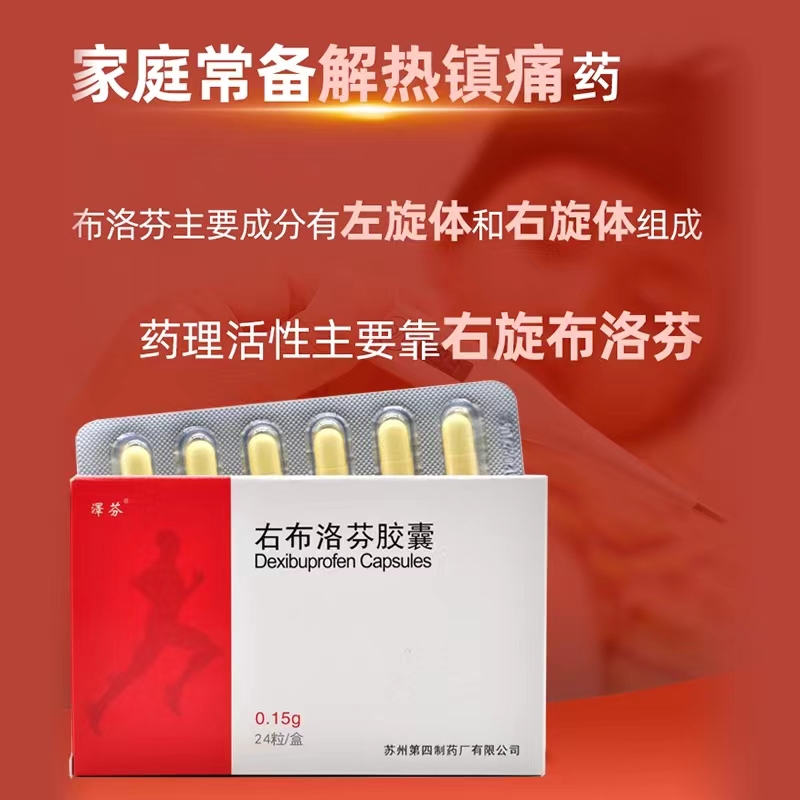 家庭常备解热镇痛药
布洛芬主要成分有左旋体和右旋体组成
药理活性主要靠右旋布洛芬
泽芬®
右布洛芬胶囊
Dexibuprofen Capsules
0.15g
24粒/盒
苏州第四制药厂有限公司